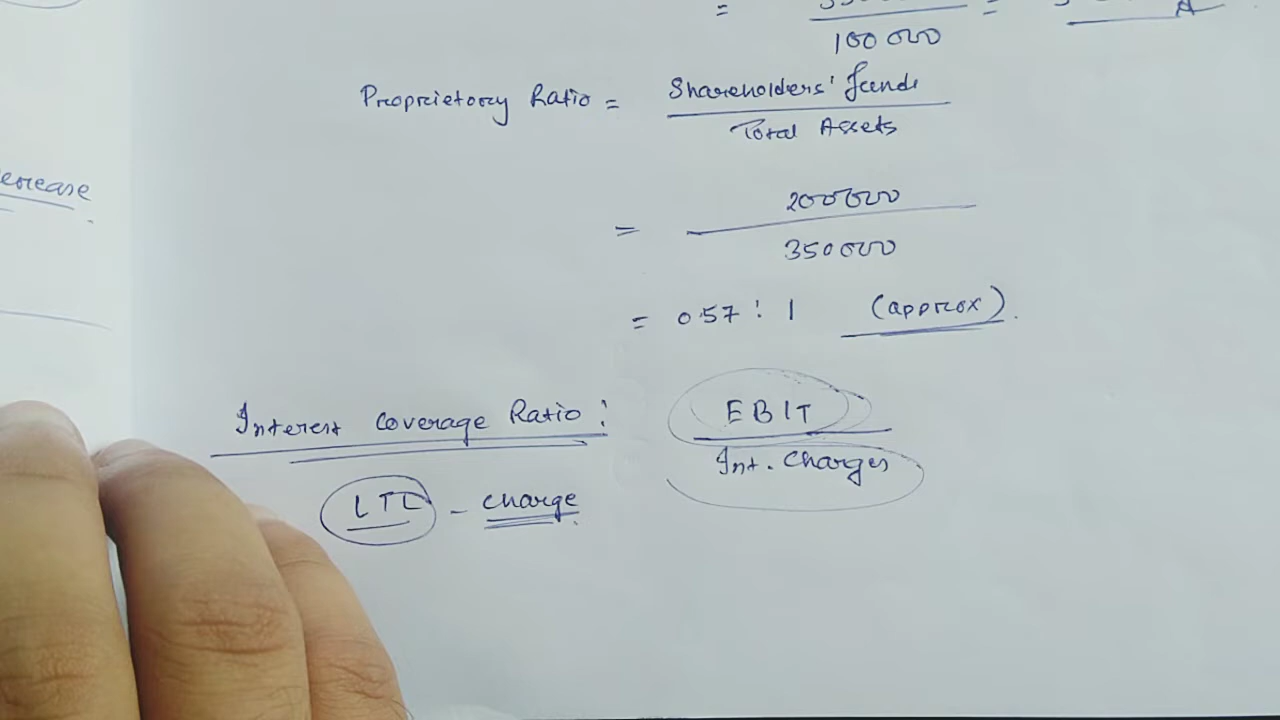 =
100000
Proprietory Ratio = Shareholders' funds
Total Assets
= 200000
350000
= 0.57 : 1 (approx).
Interest Coverage Ratio : EBIT
Int. Charges
LTL - charge